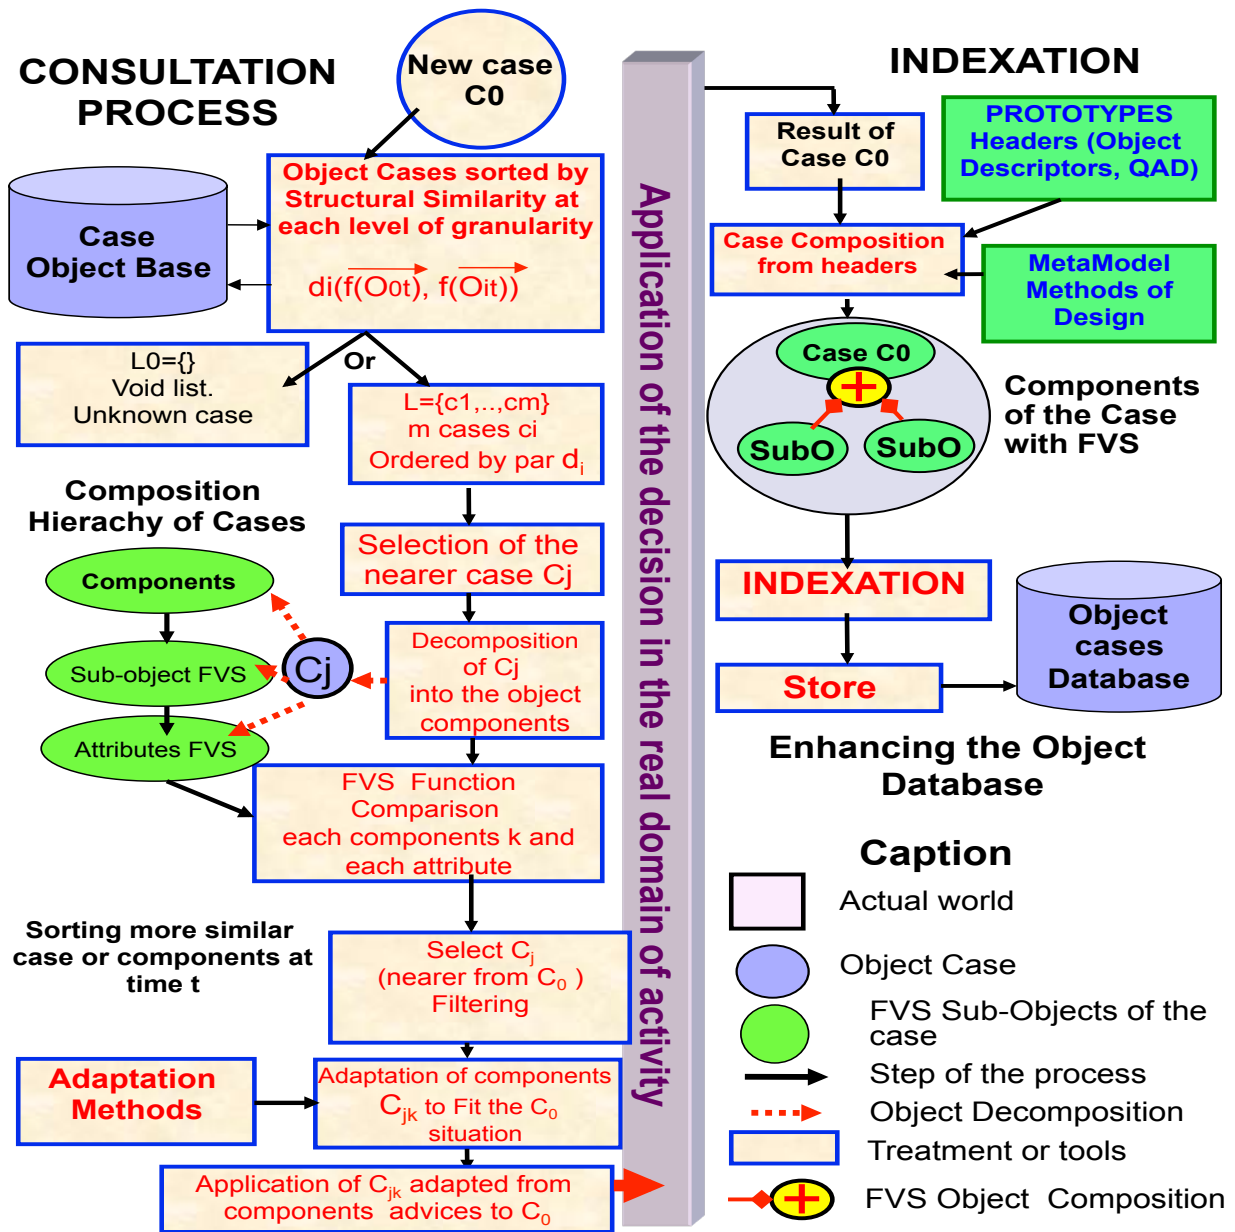 CONSULTATION
PROCESS
New case
C0
Object Cases sorted by
Structural Similarity at
each level of granularity
di(f(O0t), f(Oit))
Case
Object Base
L0={}
Void list.
Unknown case
Or
L={c1,..,cm}
m cases ci
Ordered by par di
Composition
Hierachy of Cases
Selection of the
nearer case Cj
Components
Sub-object FVS
Attributes FVS
Cj
Decomposition
of Cj
into the object
components
FVS Function
Comparison
each components k and
each attribute
Sorting more similar
case or components at
time t
Select Cj
(nearer from C0 )
Filtering
Adaptation
Methods
Adaptation of components
Cjk to Fit the C0
situation
Application of Cjk adapted from
components advices to C0
Application of the decision in the real domain of activity
INDEXATION
Result of
Case C0
PROTOTYPES
Headers (Object
Descriptors, QAD)
Case Composition
from headers
MetaModel
Methods of
Design
Case C0
SubO
SubO
Components
of the Case
with FVS
INDEXATION
Store
Object
cases
Database
Enhancing the Object
Database
Caption
Actual world
Object Case
FVS Sub-Objects of the
case
Step of the process
Object Decomposition
Treatment or tools
FVS Object Composition